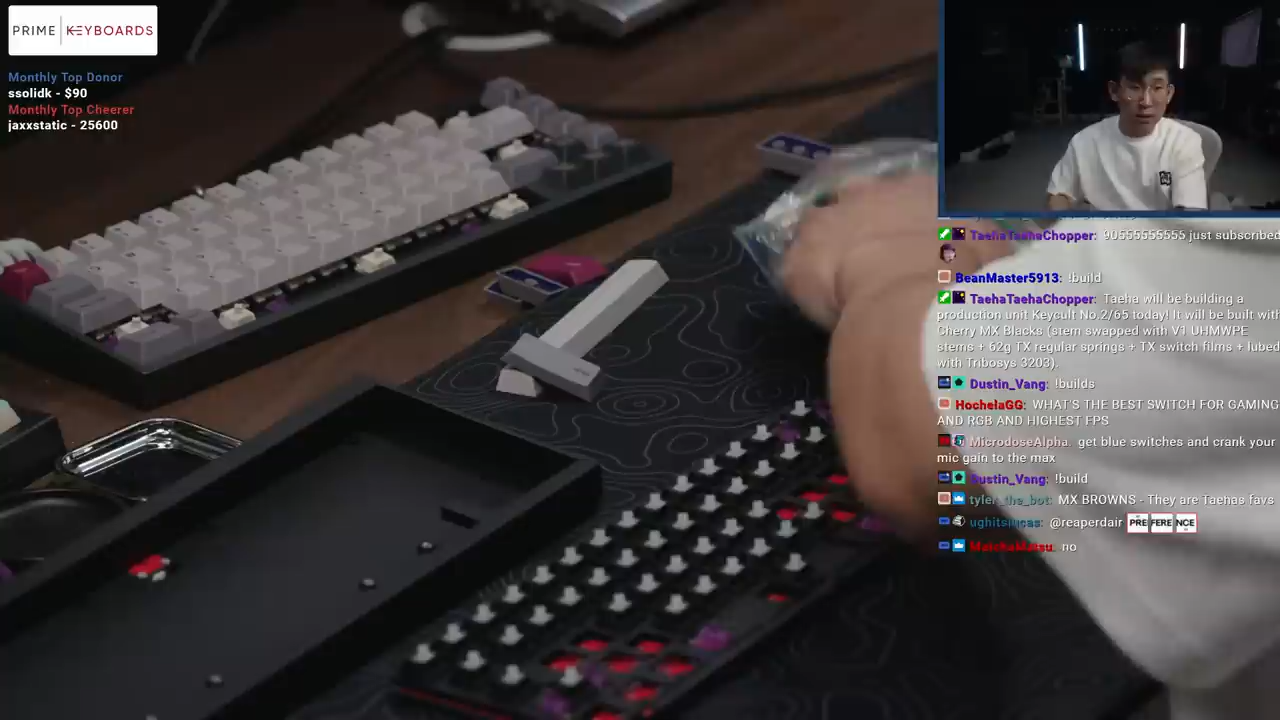 PRIME | KEYBOARDS
Monthly Top Donor
ssolidk - $90
Monthly Top Cheerer
jaxxstatic - 25600
TaehaTaehaChopper: 90555555555 just subscribed
BeanMaster5913: !build
TaehaTaehaChopper: Taeha will be building a
production unit Keycult No.2/65 today! It will be built with
Cherry MX Blacks (stem swapped with V1 UHMWPE
stems + 62g TX regular springs + TX switch films + lubed
with Tribosys 3203).
Dustin_Vang: !builds
HochelaGG: WHAT'S THE BEST SWITCH FOR GAMING
AND RGB AND HIGHEST FPS
MicrodoseAlpha: get blue switches and crank your
mic gain to the max
Dustin_Vang: !build
tyler_the_bot: MX BROWNS - They are Taehas favs
ughitslucas: @reaperdair PRE FERE NCE
MatchaMatsu: no